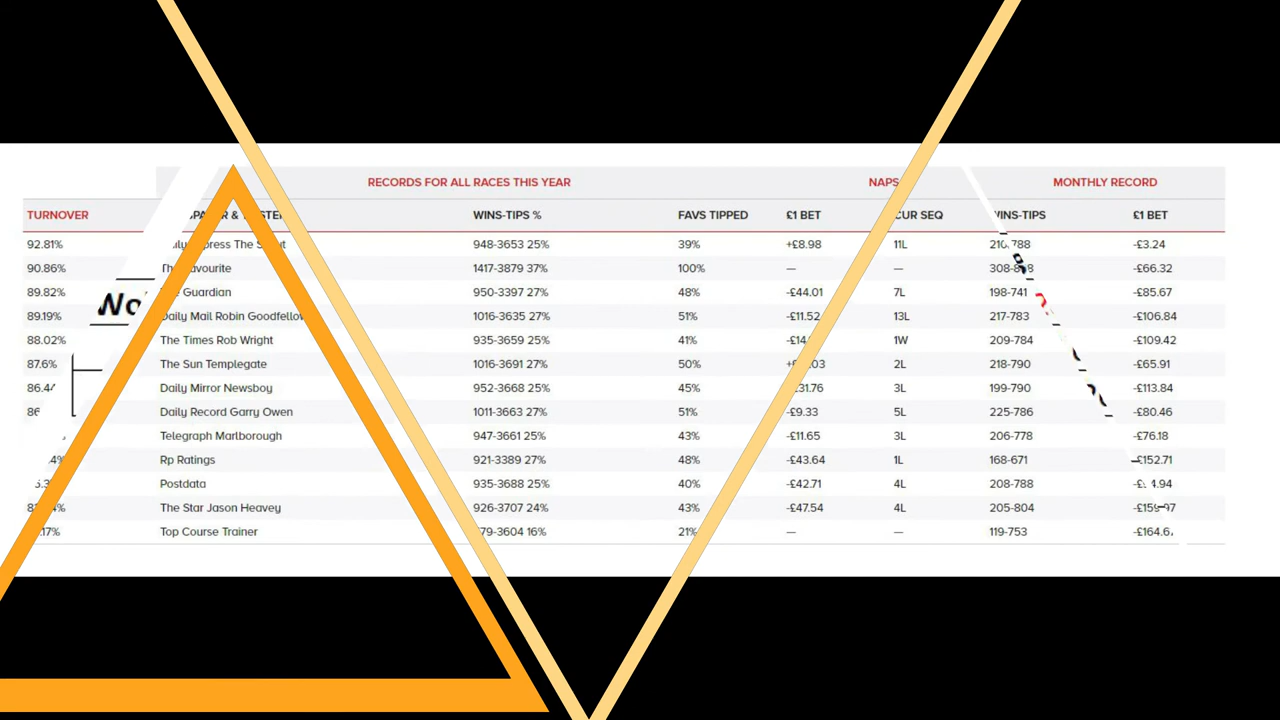 RECORDS FOR ALL RACES THIS YEAR NAPS MONTHLY RECORD
TURNOVER WINS-TIPS % FAVS TIPPED £1 BET CUR SEQ WINS-TIPS £1 BET
92.81% 948-3653 25% 39% +£8.98 11L -£3.24
90.86% 1417-3879 37% 100% — — -£66.32
89.82% Guardian 950-3397 27% 48% -£44.01 7L 198-741 -£85.67
89.19% Daily Mail Robin Goodfellow 1016-3635 27% 51% -£11.52 13L 217-783 -£106.84
88.02% The Times Rob Wright 935-3659 25% 41% 1W 209-784 -£109.42
87.6% The Sun Templegate 1016-3691 27% 50% 2L 218-790 -£65.91
Daily Mirror Newsboy 952-3668 25% 45% 3L 199-790 -£113.84
Daily Record Garry Owen 1011-3663 27% 51% -£9.33 5L 225-786 -£80.46
Telegraph Marlborough 947-3661 25% 43% -£11.65 3L 206-778 -£76.18
Rp Ratings 921-3389 27% 48% -£43.64 1L 168-671 -£152.71
Postdata 935-3688 25% 40% -£42.71 4L 208-788
The Star Jason Heavey 926-3707 24% 43% -£47.54 4L 205-804
Top Course Trainer 21% — — 119-753